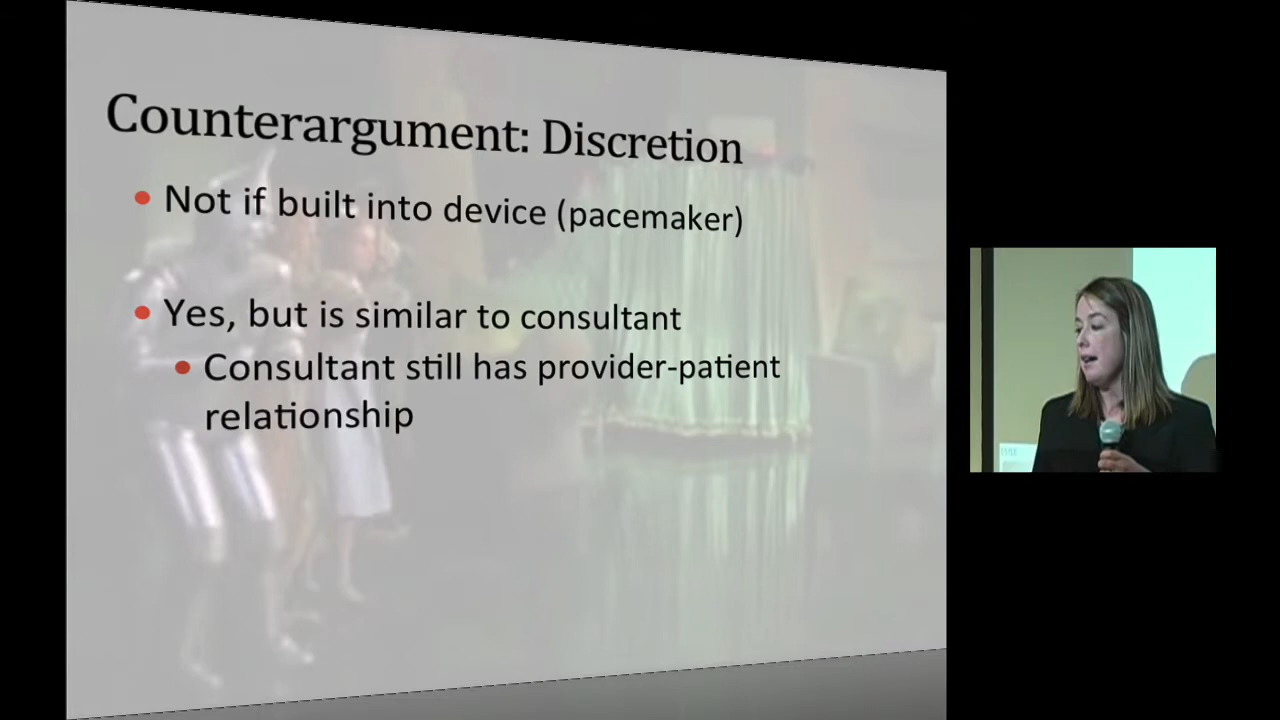 Counterargument: Discretion
Not if built into device (pacemaker)
Yes, but is similar to consultant
Consultant still has provider-patient
relationship